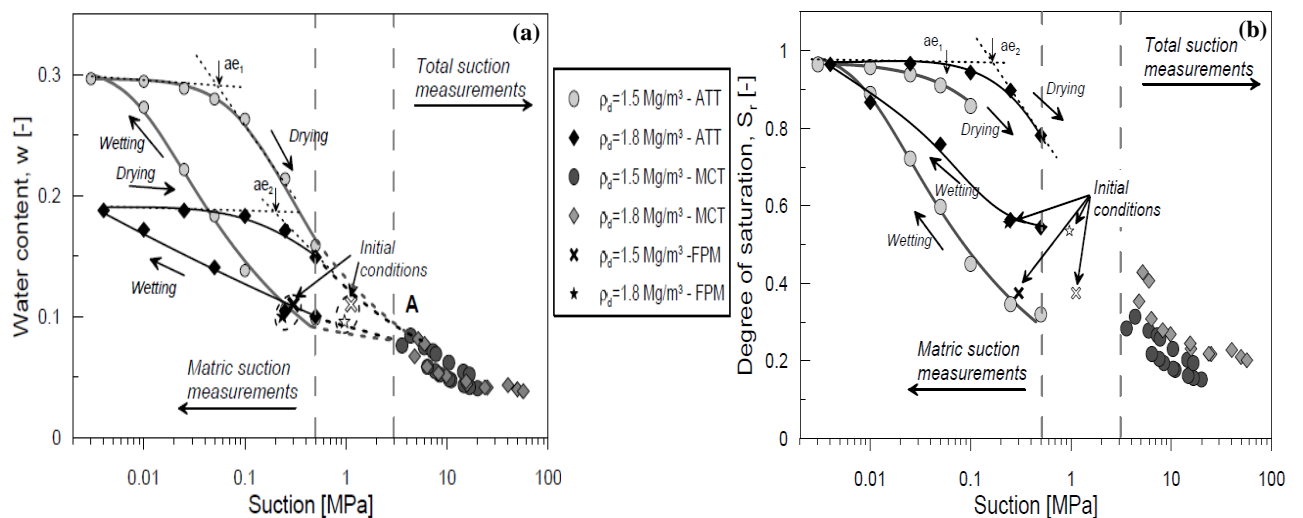 (a)
ae1
Total suction
measurements
Drying
Wetting
Drying
ae2
Initial
conditions
Wetting
A
Matric suction
measurements
Water content, w [-]
0.3
0.2
0.1
0
0.01
0.1
1
10
100
Suction [MPa]
ρd=1.5 Mg/m³ - ATT
ρd=1.8 Mg/m³ - ATT
ρd=1.5 Mg/m³ - MCT
ρd=1.8 Mg/m³ - MCT
ρd=1.5 Mg/m³ -FPM
ρd=1.8 Mg/m³ - FPM
(b)
ae1
ae2
Total suction
measurements
Drying
Drying
Wetting
Initial
conditions
Wetting
Matric suction
measurements
Degree of saturation, Sr [-]
1
0.8
0.6
0.4
0.2
0
0.01
0.1
1
10
100
Suction [MPa]